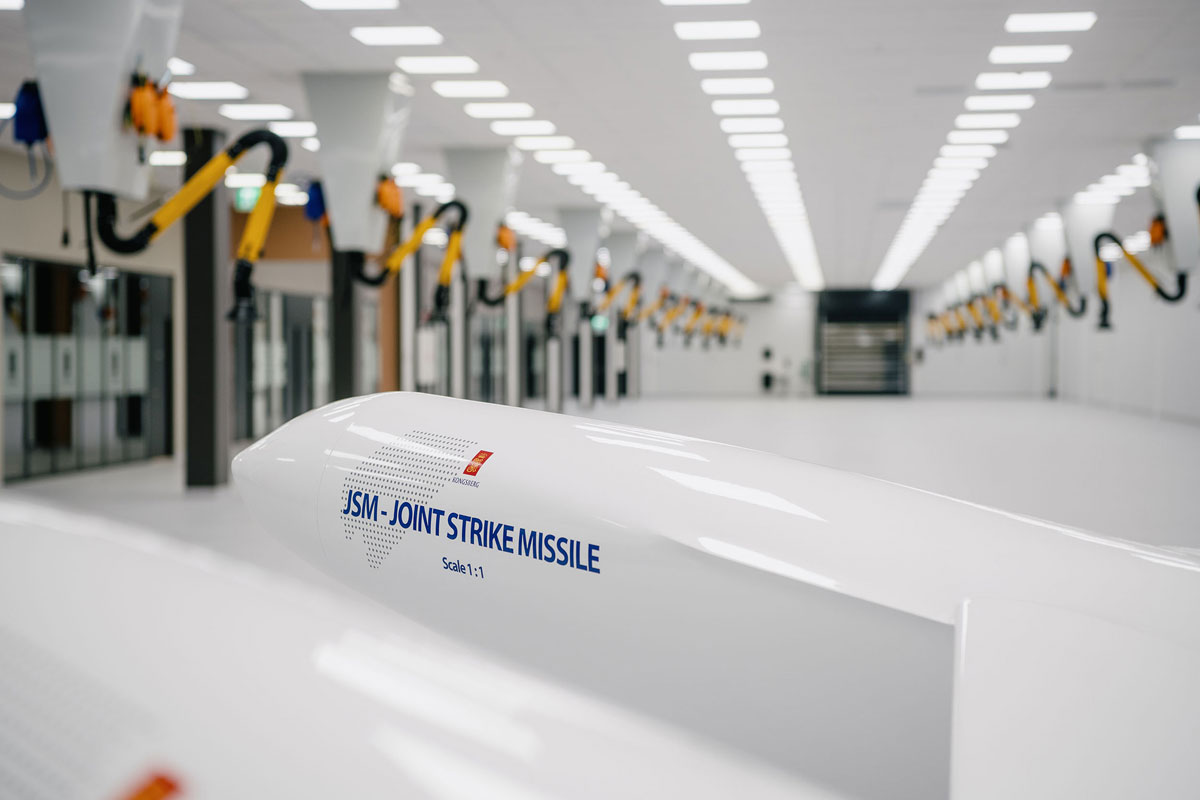 KONGSBERG
JSM - JOINT STRIKE MISSILE
Scale 1 : 1